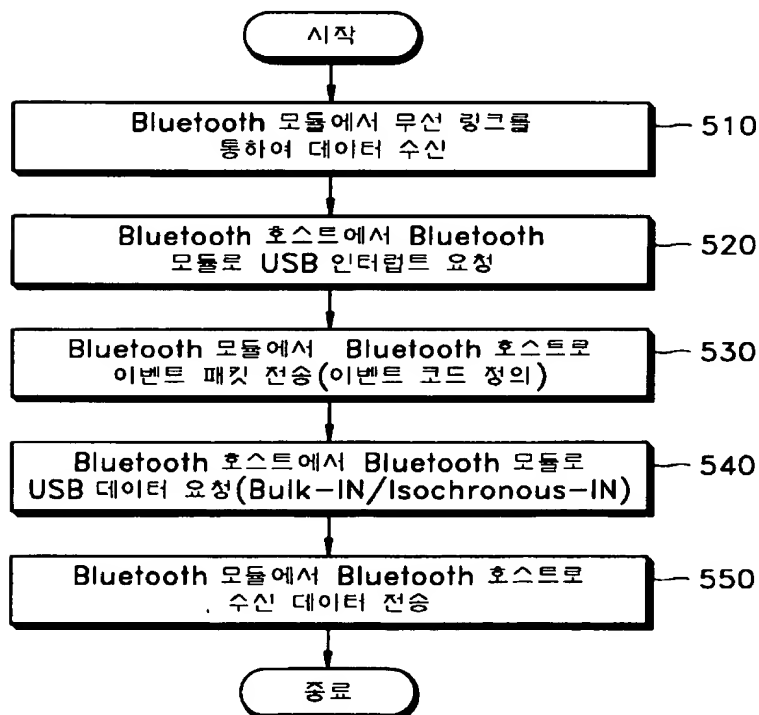 시작
Bluetooth 모듈에서 무선 링크를
통하여 데이터 수신
510
Bluetooth 호스트에서 Bluetooth
모듈로 USB 인터럽트 요청
520
Bluetooth 모듈에서 Bluetooth 호스트로
이벤트 패킷 전송(이벤트 코드 정의)
530
Bluetooth 호스트에서 Bluetooth 모듈로
USB 데이터 요청(Bulk-IN/Isochronous-IN)
540
Bluetooth 모듈에서 Bluetooth 호스트로
수신 데이터 전송
550
종료